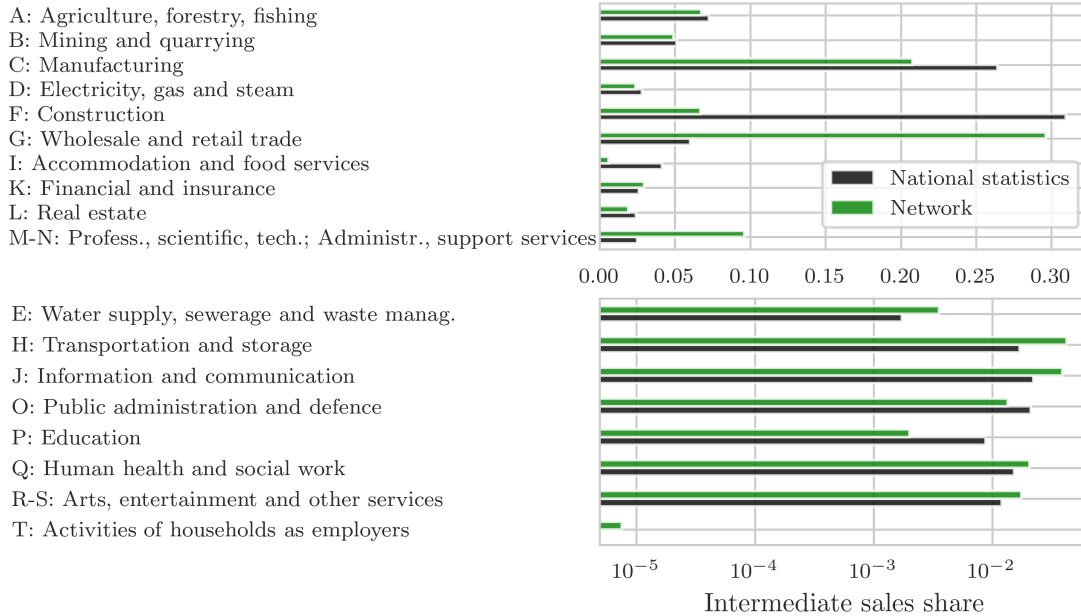 A: Agriculture, forestry, fishing
B: Mining and quarrying
C: Manufacturing
D: Electricity, gas and steam
F: Construction
G: Wholesale and retail trade
I: Accommodation and food services
K: Financial and insurance
L: Real estate
M-N: Profess., scientific, tech.; Administr., support services
National statistics
Network
0.00 0.05 0.10 0.15 0.20 0.25 0.30
E: Water supply, sewerage and waste manag.
H: Transportation and storage
J: Information and communication
O: Public administration and defence
P: Education
Q: Human health and social work
R-S: Arts, entertainment and other services
T: Activities of households as employers
10⁻⁵ 10⁻⁴ 10⁻³ 10⁻²
Intermediate sales share